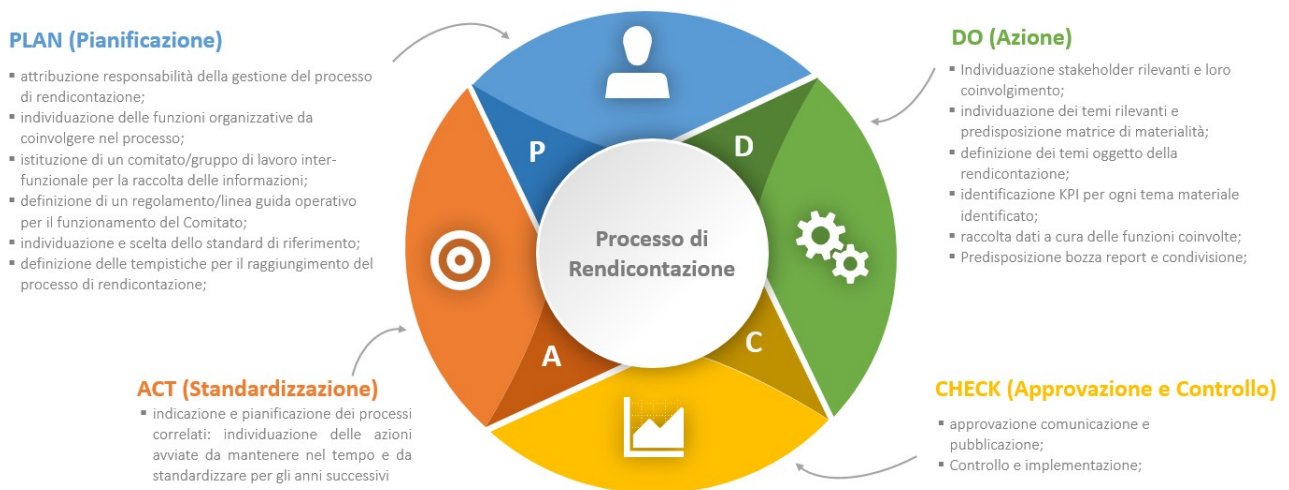 PLAN (Pianificazione)
▪ attribuzione responsabilità della gestione del processo
di rendicontazione;
▪ individuazione delle funzioni organizzative da
coinvolgere nel processo;
▪ istituzione di un comitato/gruppo di lavoro inter-
funzionale per la raccolta delle informazioni;
▪ definizione di un regolamento/linea guida operativo
per il funzionamento del Comitato;
▪ individuazione e scelta dello standard di riferimento;
▪ definizione delle tempistiche per il raggiungimento del
processo di rendicontazione;
DO (Azione)
▪ Individuazione stakeholder rilevanti e loro
coinvolgimento;
▪ individuazione dei temi rilevanti e
predisposizione matrice di materialità;
▪ definizione dei temi oggetto della
rendicontazione;
▪ identificazione KPI per ogni tema materiale
identificato;
▪ raccolta dati a cura delle funzioni coinvolte;
▪ Predisposizione bozza report e condivisione;
P
D
Processo di
Rendicontazione
A
C
ACT (Standardizzazione)
▪ indicazione e pianificazione dei processi
correlati: individuazione delle azioni
avviate da mantenere nel tempo e da
standardizzare per gli anni successivi
CHECK (Approvazione e Controllo)
▪ approvazione comunicazione e
pubblicazione;
▪ Controllo e implementazione;